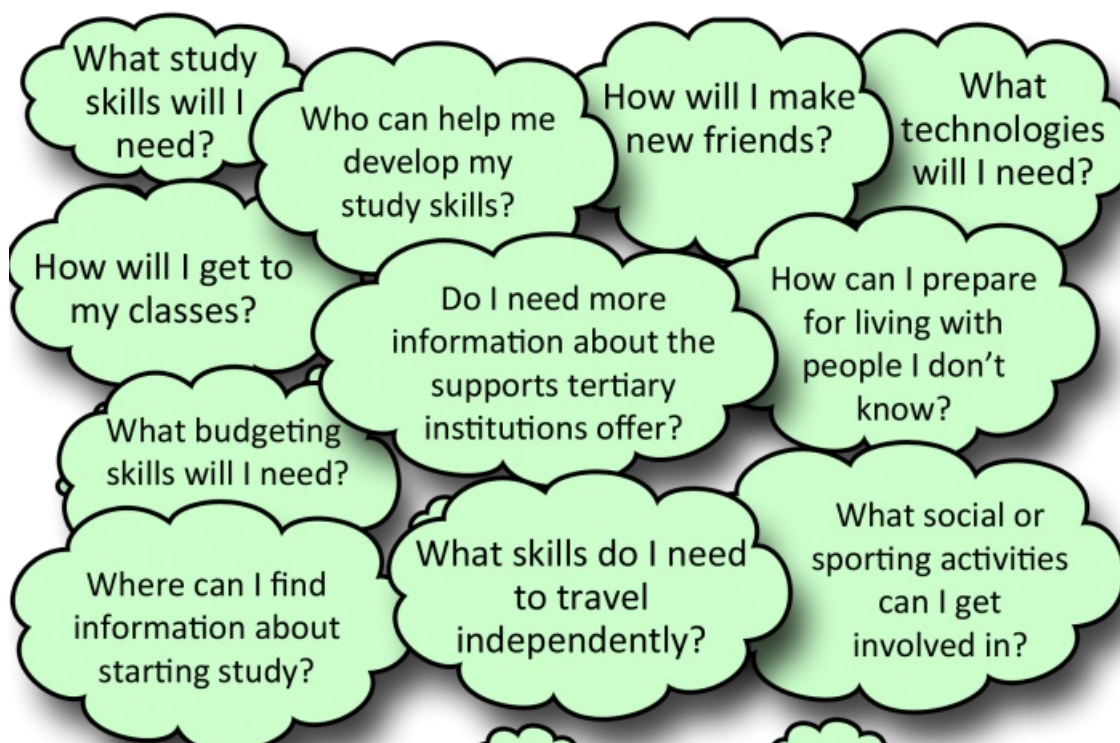 What study
skills will I
need?
Who can help me
develop my
study skills?
How will I make
new friends?
What
technologies
will I need?
How will I get to
my classes?
Do I need more
information about the
supports tertiary
institutions offer?
How can I prepare
for living with
people I don’t
know?
What budgeting
skills will I need?
Where can I find
information about
starting study?
What skills do I need
to travel
independently?
What social or
sporting activities
can I get
involved in?